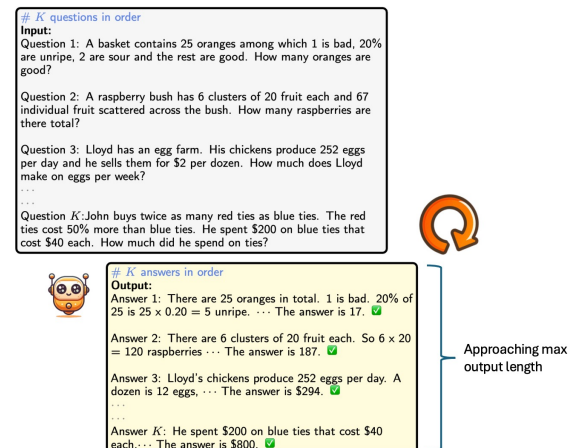 # K questions in order
Input:
Question 1: A basket contains 25 oranges among which 1 is bad, 20%
are unripe, 2 are sour and the rest are good. How many oranges are
good?
Question 2: A raspberry bush has 6 clusters of 20 fruit each and 67
individual fruit scattered across the bush. How many raspberries are
there total?
Question 3: Lloyd has an egg farm. His chickens produce 252 eggs
per day and he sells them for $2 per dozen. How much does Lloyd
make on eggs per week?
...
...
Question K:John buys twice as many red ties as blue ties. The red
ties cost 50% more than blue ties. He spent $200 on blue ties that
cost $40 each. How much did he spend on ties?
# K answers in order
Output:
Answer 1: There are 25 oranges in total. 1 is bad. 20% of
25 is 25 x 0.20 = 5 unripe. ··· The answer is 17. ✅
Answer 2: There are 6 clusters of 20 fruit each. So 6 x 20
= 120 raspberries ··· The answer is 187. ✅
Answer 3: Lloyd's chickens produce 252 eggs per day. A
dozen is 12 eggs, ··· The answer is $294. ✅
...
...
Answer K: He spent $200 on blue ties that cost $40
each.··· The answer is $800. ✅
Approaching max
output length